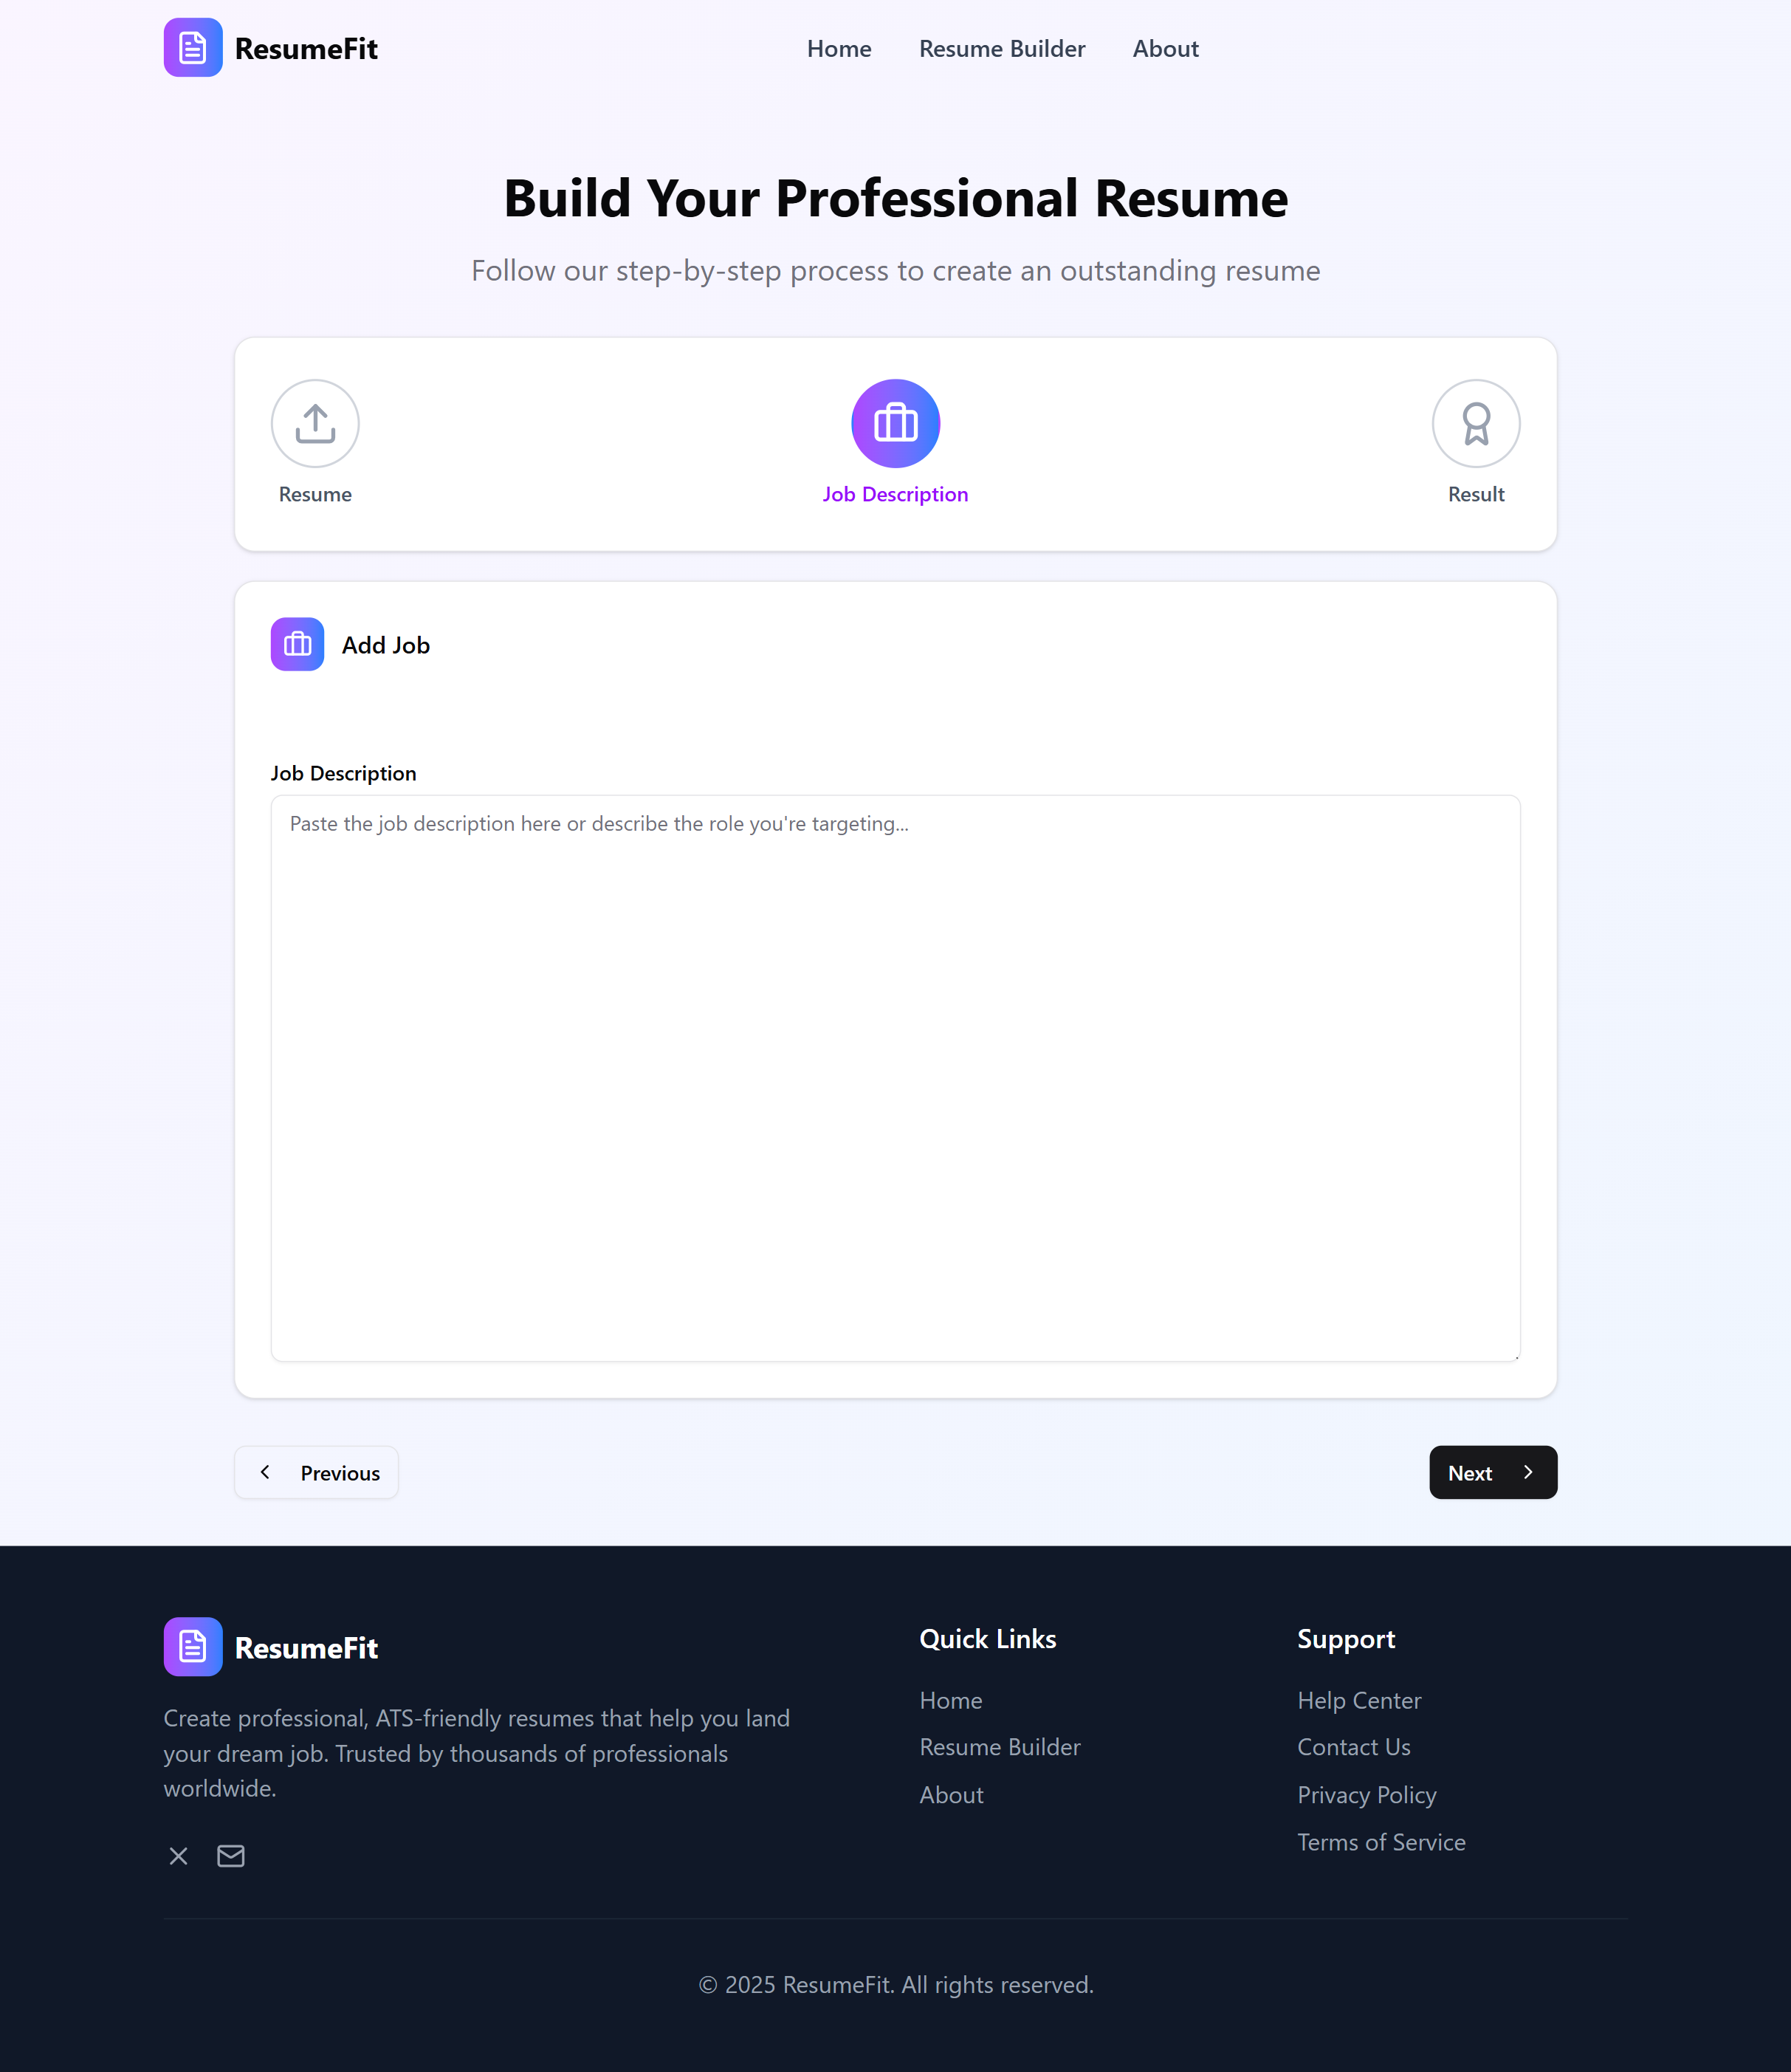 ResumeFit
Home
Resume Builder
About
Build Your Professional Resume
Follow our step-by-step process to create an outstanding resume
Resume
Job Description
Result
Add Job
Job Description
Paste the job description here or describe the role you're targeting...
Previous
Next
ResumeFit
Create professional, ATS-friendly resumes that help you land
your dream job. Trusted by thousands of professionals
worldwide.
Quick Links
Home
Resume Builder
About
Support
Help Center
Contact Us
Privacy Policy
Terms of Service
© 2025 ResumeFit. All rights reserved.